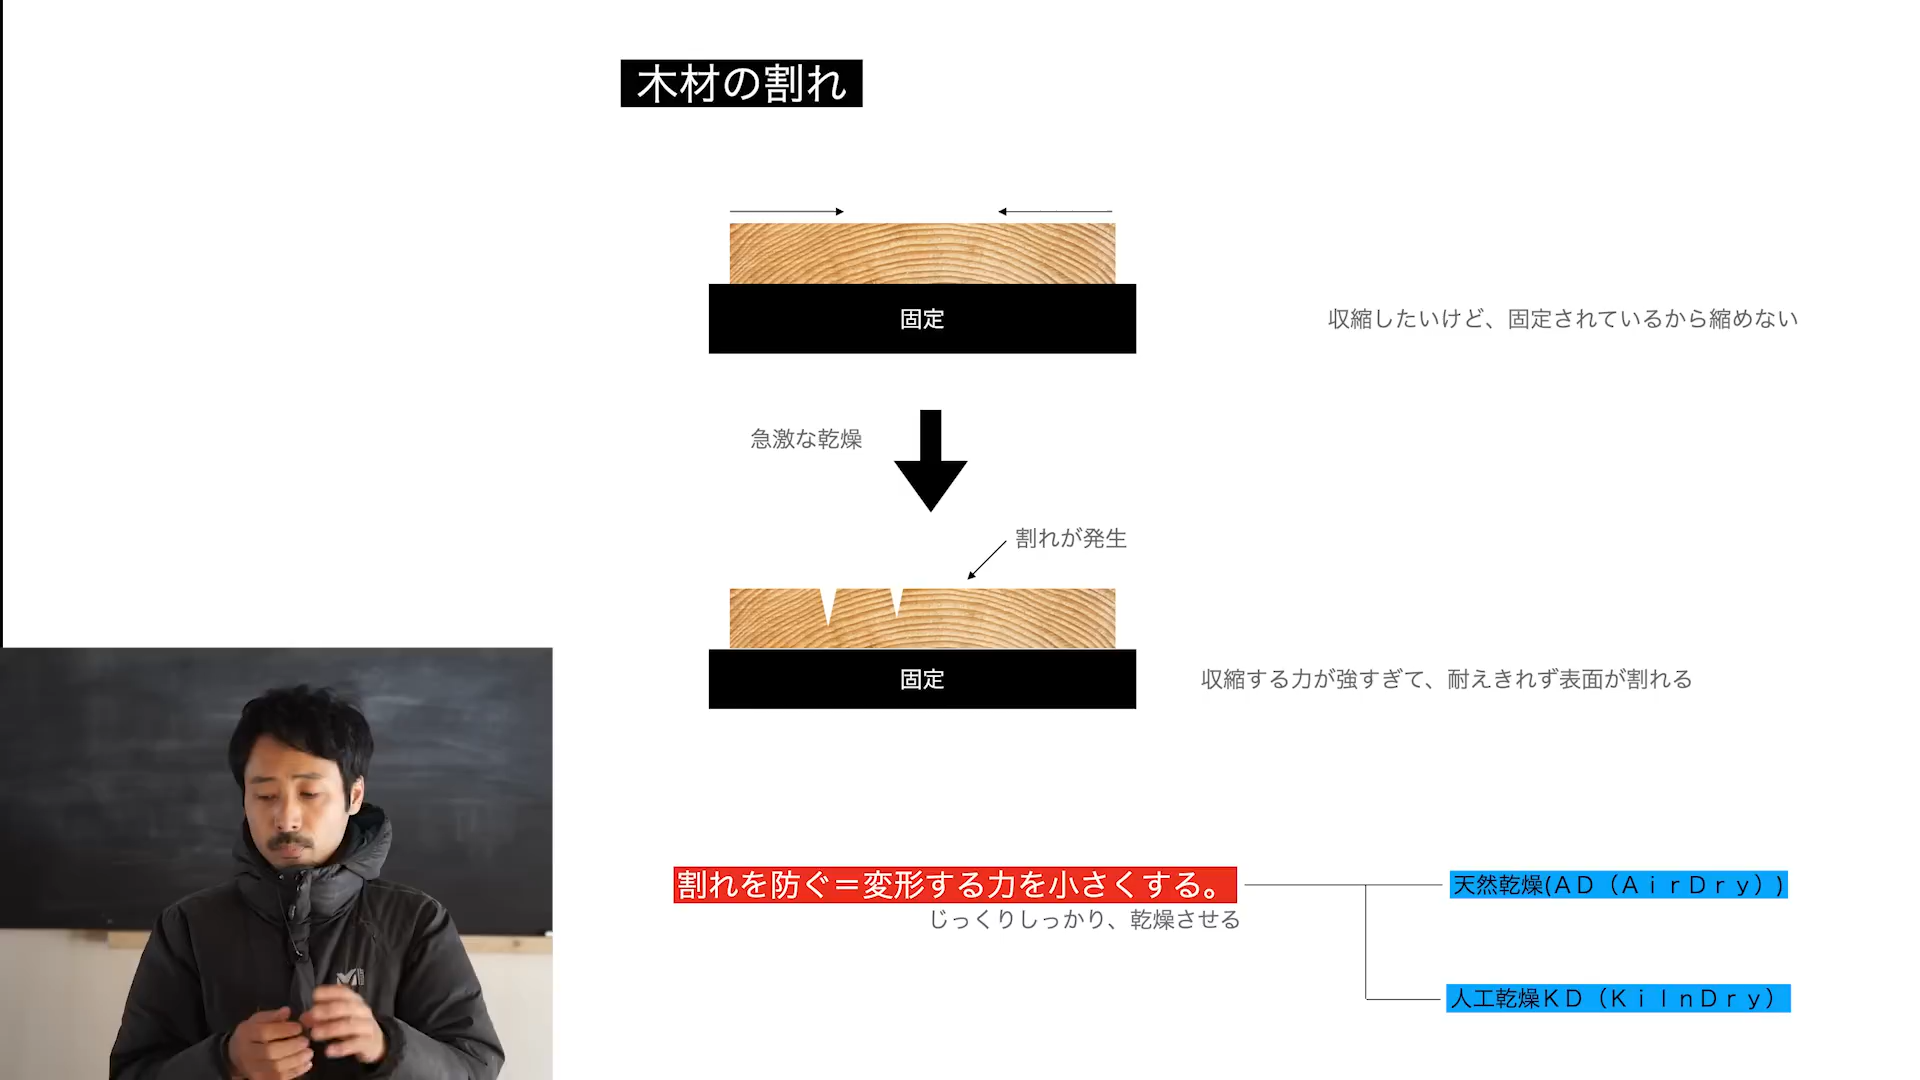 木材の割れ
固定
収縮したいけど、固定されているから縮めない
急激な乾燥
割れが発生
固定
収縮する力が強すぎて、耐えきれず表面が割れる
割れを防ぐ＝変形する力を小さくする。
じっくりしっかり、乾燥させる
天然乾燥(ＡＤ（ＡｉｒＤｒｙ）)
人工乾燥ＫＤ（ＫｉｌｎＤｒｙ）